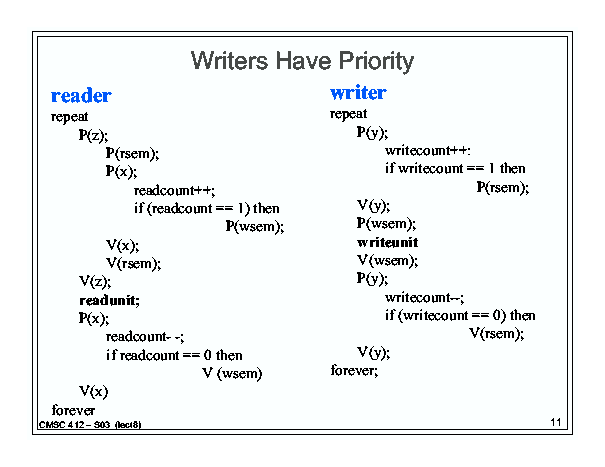 Writers Have Priority
reader
repeat
P(z);
P(rsem);
P(x);
readcount++;
if (readcount == 1) then
P(wsem);
V(x);
V(rsem);
V(z);
readunit;
P(x);
readcount- -;
if readcount == 0 then
V (wsem)
V(x)
forever
writer
repeat
P(y);
writecount++:
if writecount == 1 then
P(rsem);
V(y);
P(wsem);
writeunit
V(wsem);
P(y);
writecount--;
if (writecount == 0) then
V(rsem);
V(y);
forever;
CMSC 412 – S03 (lect8)
11